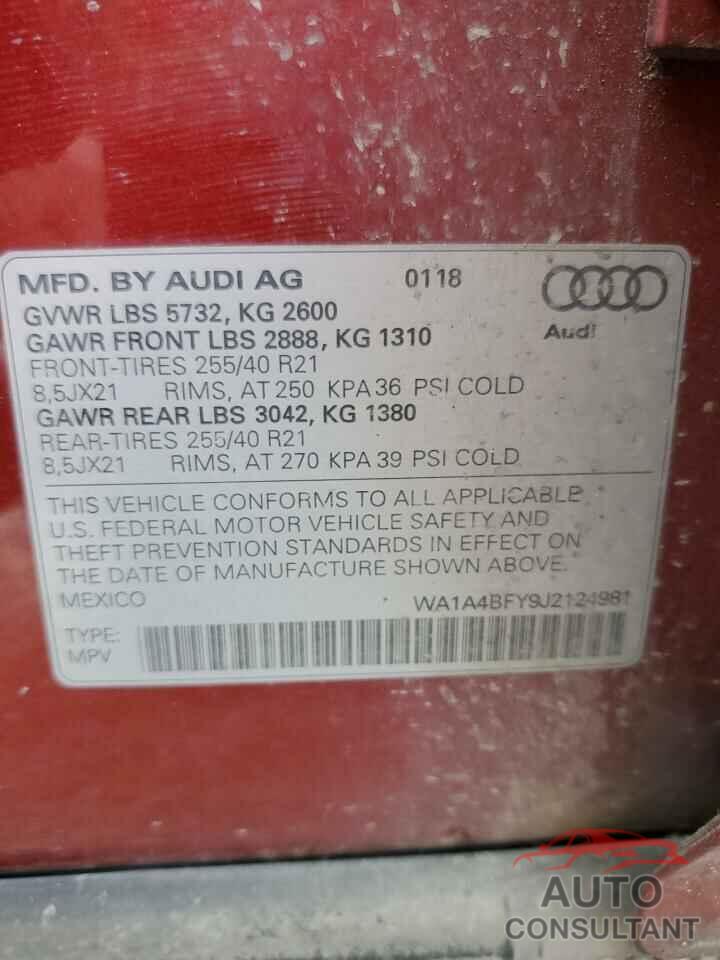 MFD. BY AUDI AG 0118
GVWR LBS 5732, KG 2600
GAWR FRONT LBS 2888, KG 1310
Audi
FRONT-TIRES 255/40 R21
8,5JX21 RIMS, AT 250 KPA 36 PSI COLD
GAWR REAR LBS 3042, KG 1380
REAR-TIRES 255/40 R21
8,5JX21 RIMS, AT 270 KPA 39 PSI COLD
THIS VEHICLE CONFORMS TO ALL APPLICABLE
U.S. FEDERAL MOTOR VEHICLE SAFETY AND
THEFT PREVENTION STANDARDS IN EFFECT ON
THE DATE OF MANUFACTURE SHOWN ABOVE.
MEXICO WA1A4BFY9J2124981
TYPE:
MPV
AUTO
CONSULTANT